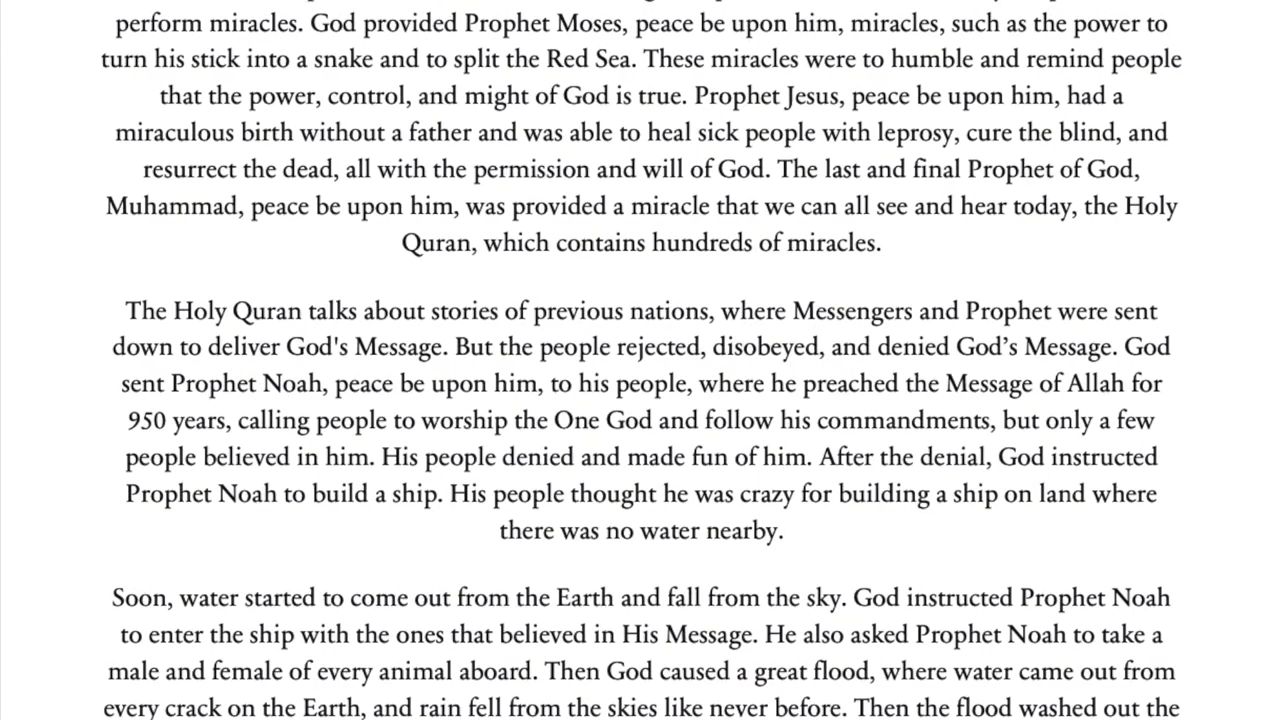 perform miracles. God provided Prophet Moses, peace be upon him, miracles, such as the power to
turn his stick into a snake and to split the Red Sea. These miracles were to humble and remind people
that the power, control, and might of God is true. Prophet Jesus, peace be upon him, had a
miraculous birth without a father and was able to heal sick people with leprosy, cure the blind, and
resurrect the dead, all with the permission and will of God. The last and final Prophet of God,
Muhammad, peace be upon him, was provided a miracle that we can all see and hear today, the Holy
Quran, which contains hundreds of miracles.
The Holy Quran talks about stories of previous nations, where Messengers and Prophet were sent
down to deliver God's Message. But the people rejected, disobeyed, and denied God’s Message. God
sent Prophet Noah, peace be upon him, to his people, where he preached the Message of Allah for
950 years, calling people to worship the One God and follow his commandments, but only a few
people believed in him. His people denied and made fun of him. After the denial, God instructed
Prophet Noah to build a ship. His people thought he was crazy for building a ship on land where
there was no water nearby.
Soon, water started to come out from the Earth and fall from the sky. God instructed Prophet Noah
to enter the ship with the ones that believed in His Message. He also asked Prophet Noah to take a
male and female of every animal aboard. Then God caused a great flood, where water came out from
every crack on the Earth, and rain fell from the skies like never before. Then the flood washed out the